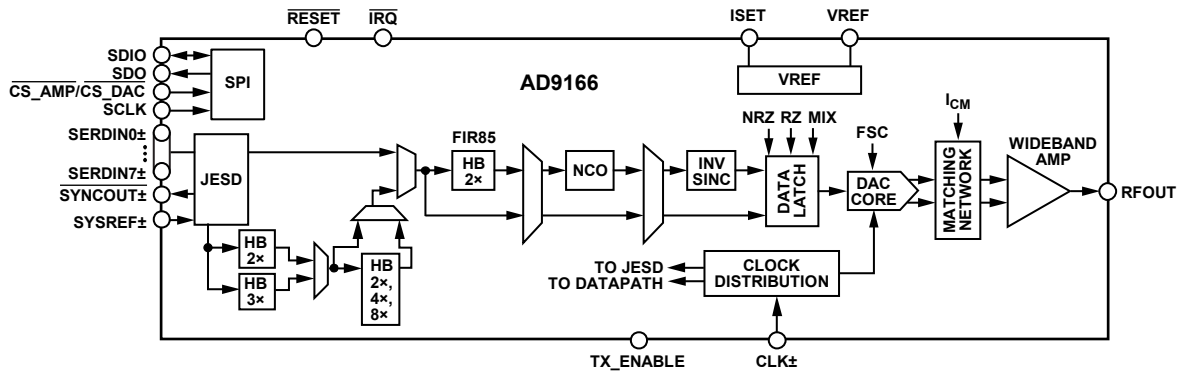 RESET
IRQ
ISET
VREF
SDIO
SDO
CS_AMP/CS_DAC
SCLK
SPI
AD9166
VREF
SERDIN0±
SERDIN7±
SYNCOUT±
SYSREF±
JESD
HB
2×
HB
3×
HB
2×,
4×,
8×
FIR85
HB
2×
NCO
INV
SINC
NRZ RZ MIX
DATA
LATCH
FSC
DAC
CORE
ICM
MATCHING
NETWORK
WIDEBAND
AMP
RFOUT
TO JESD
TO DATAPATH
CLOCK
DISTRIBUTION
TX_ENABLE
CLK±